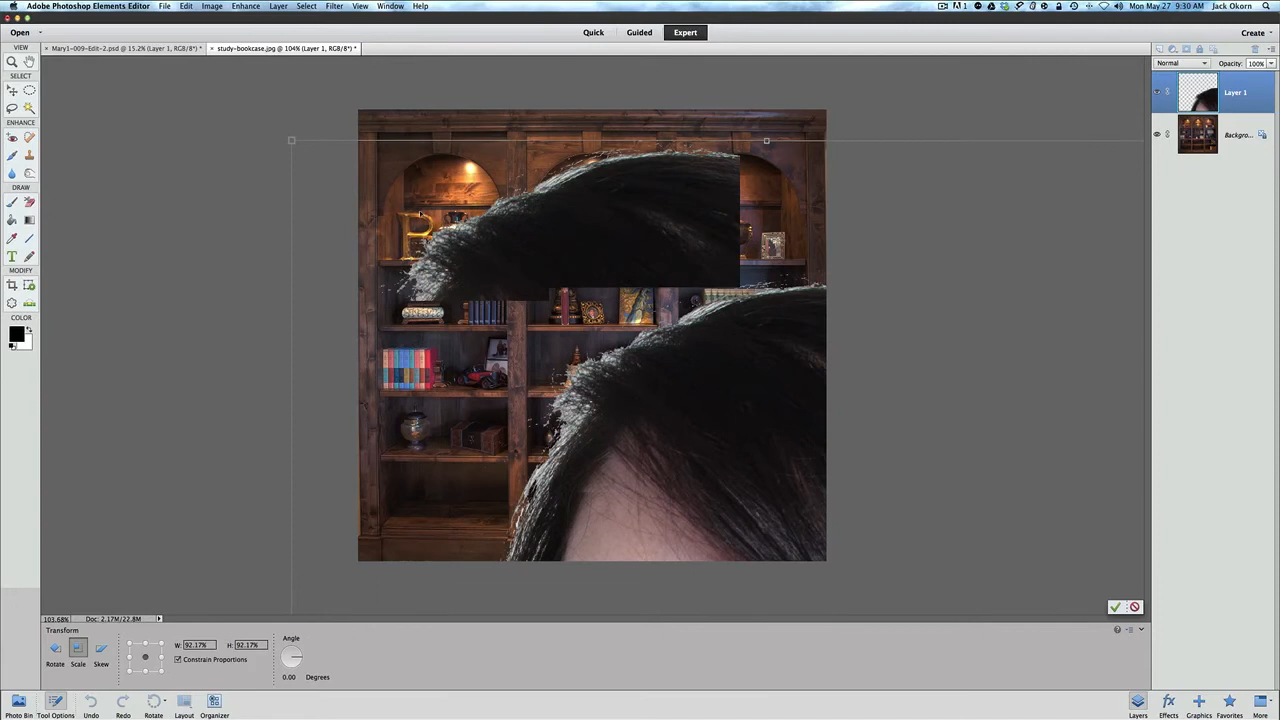 Adobe Photoshop Elements Editor File Edit Image Enhance Layer Select Filter View Window Help 1 Mon May 27 9:30 AM Jack Okorn
Open Quick Guided Expert Create
Mary1-009-Edit-2.psd @ 15.2% (Layer 1, RGB/8*) * study-bookcase.jpg @ 104% (Layer 1, RGB/8*) *
VIEW
Normal Opacity: 100%
SELECT
Layer 1
ENHANCE
Backgro...
DRAW
MODIFY
COLOR
103.68% Doc: 2.17M/22.8M
Transform
Angle
W: 92.17% H: 92.17%
Constrain Proportions
Rotate Scale Skew
0.00 Degrees
Photo Bin Tool Options Undo Redo Rotate Layout Organizer Layers Effects Graphics Favorites More